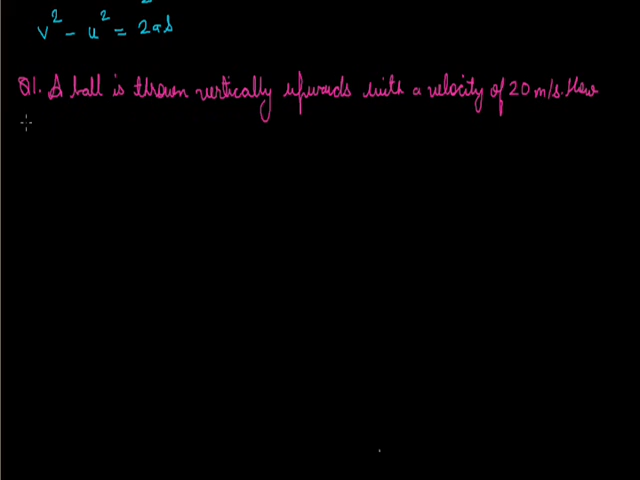 v² - u² = 2as
Q1. A ball is thrown vertically upwards with a velocity of 20 m/s. How